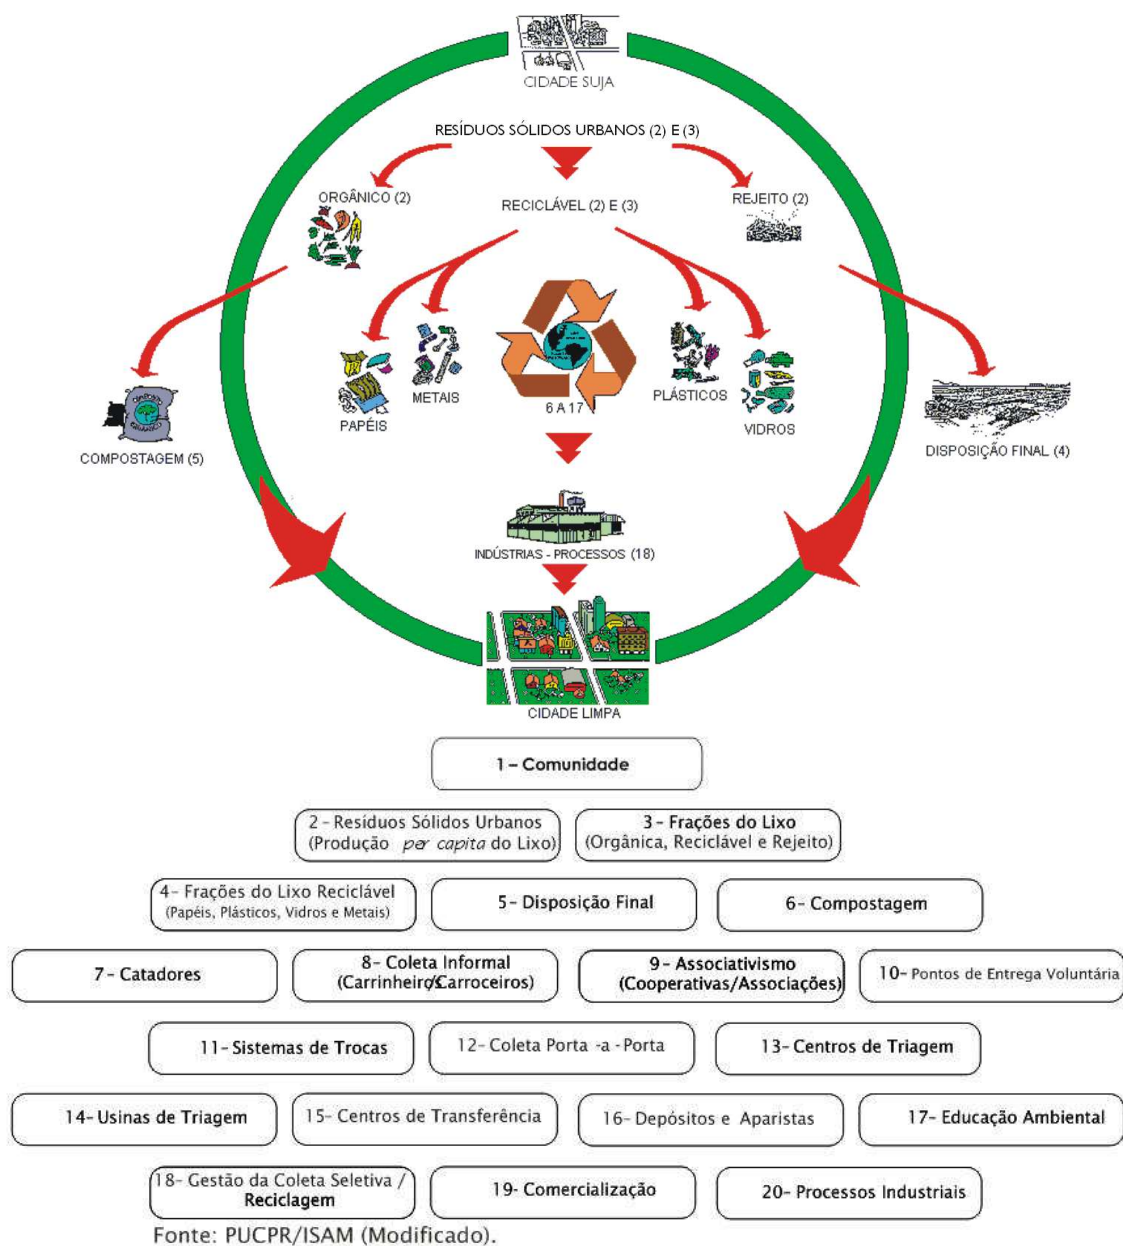 CIDADE SUJA
RESÍDUOS SÓLIDOS URBANOS (2) E (3)
ORGÂNICO (2)
RECICLÁVEL (2) E (3)
REJEITO (2)
METAIS
PAPÉIS
6 A 17
PLÁSTICOS
VIDROS
COMPOSTAGEM (5)
DISPOSIÇÃO FINAL (4)
INDÚSTRIAS - PROCESSOS (18)
CIDADE LIMPA
1 – Comunidade
2 - Resíduos Sólidos Urbanos
(Produção per capita do Lixo)
3 - Frações do Lixo
(Orgânica, Reciclável e Rejeito)
4- Frações do Lixo Reciclável
(Papéis, Plásticos, Vidros e Metais)
5- Disposição Final
6- Compostagem
7- Catadores
8- Coleta Informal
(Carrinheiros/Carroceiros)
9- Associativismo
(Cooperativas/Associações)
10- Pontos de Entrega Voluntária
11- Sistemas de Trocas
12- Coleta Porta -a - Porta
13- Centros de Triagem
14- Usinas de Triagem
15- Centros de Transferência
16- Depósitos e Aparistas
17- Educação Ambiental
18- Gestão da Coleta Seletiva /
Reciclagem
19- Comercialização
20- Processos Industriais
Fonte: PUCPR/ISAM (Modificado).